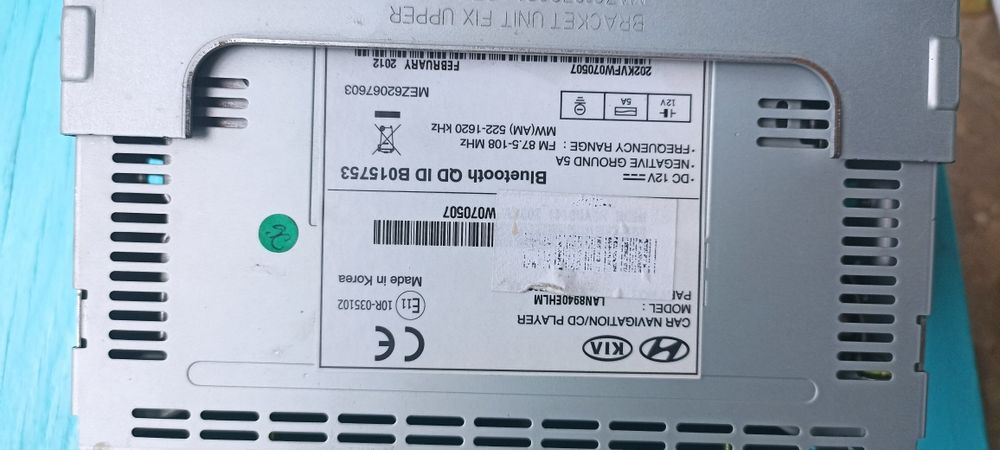 KIA CE
CAR NAVIGATION/CD PLAYER
MODEL : LAN8940EHLM
E11 10R-035102
Made in Korea
W070507
• DC 12V Bluetooth QD ID B015753
• NEGATIVE GROUND 5A
• FREQUENCY RANGE : FM 87.5-108 MHz
MW(AM) 522-1620 kHz
12V 5A
MEZ62067603
202KVFW070507 FEBRUARY 2012
BRACKET UNIT FIX UPPER